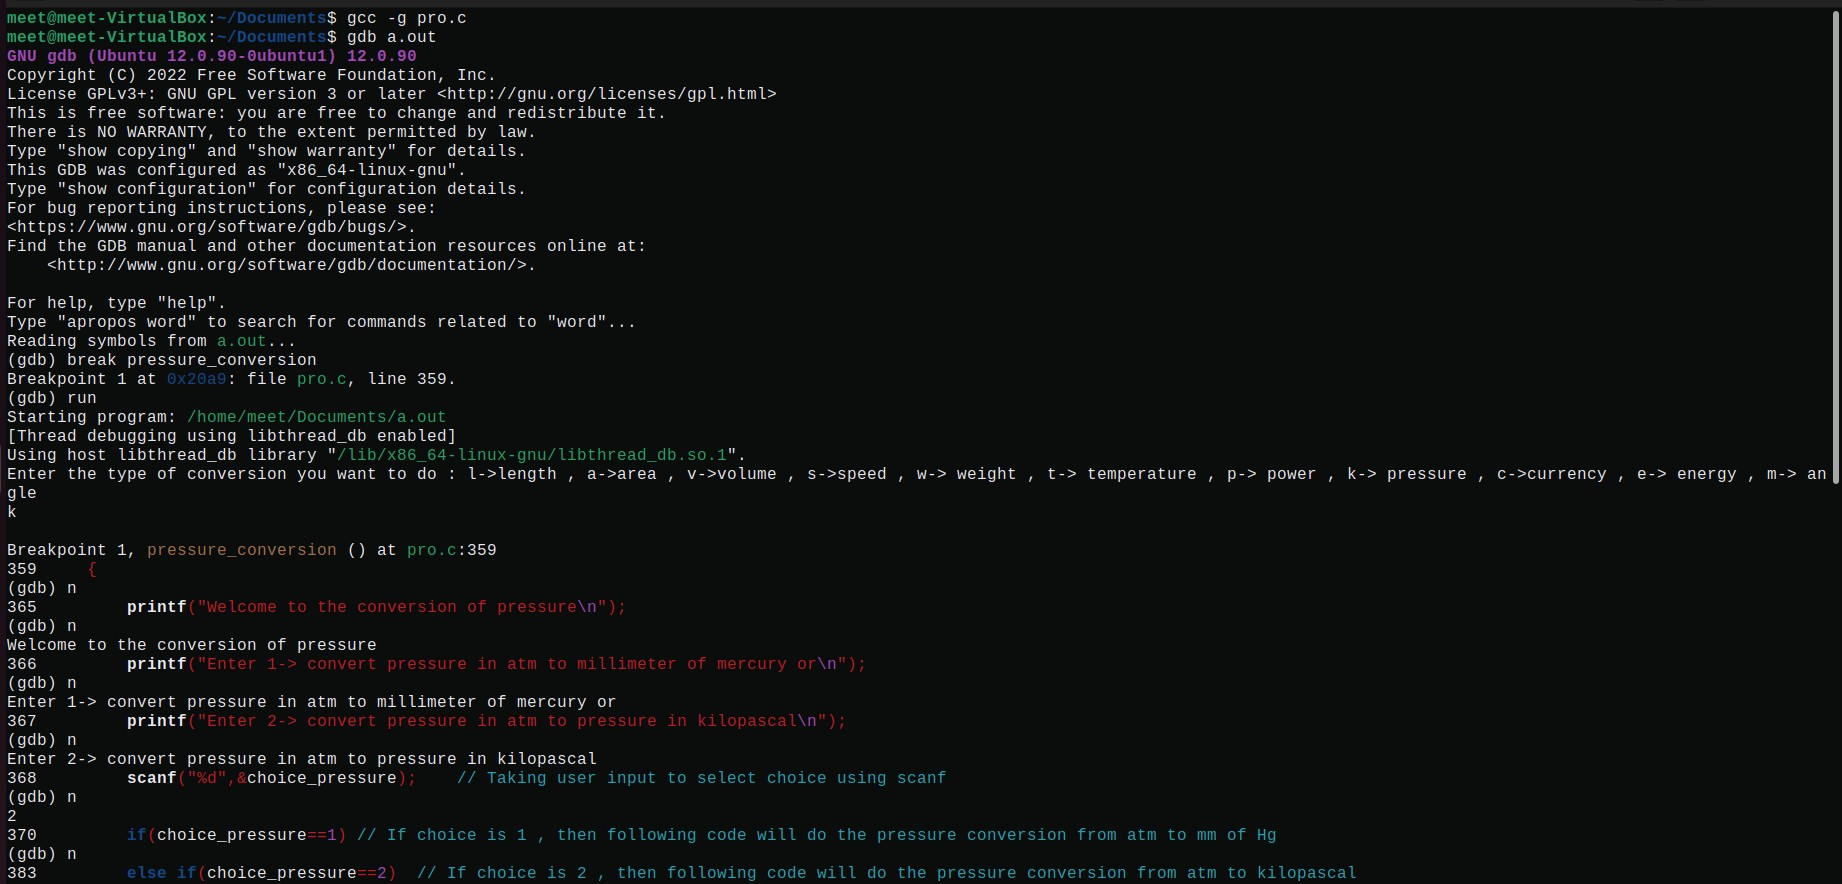 meet@meet-VirtualBox:~/Documents$ gcc -g pro.c
meet@meet-VirtualBox:~/Documents$ gdb a.out
GNU gdb (Ubuntu 12.0.90-0ubuntu1) 12.0.90
Copyright (C) 2022 Free Software Foundation, Inc.
License GPLv3+: GNU GPL version 3 or later <http://gnu.org/licenses/gpl.html>
This is free software: you are free to change and redistribute it.
There is NO WARRANTY, to the extent permitted by law.
Type "show copying" and "show warranty" for details.
This GDB was configured as "x86_64-linux-gnu".
Type "show configuration" for configuration details.
For bug reporting instructions, please see:
<https://www.gnu.org/software/gdb/bugs/>.
Find the GDB manual and other documentation resources online at:
    <http://www.gnu.org/software/gdb/documentation/>.

For help, type "help".
Type "apropos word" to search for commands related to "word"...
Reading symbols from a.out...
(gdb) break pressure_conversion
Breakpoint 1 at 0x20a9: file pro.c, line 359.
(gdb) run
Starting program: /home/meet/Documents/a.out
[Thread debugging using libthread_db enabled]
Using host libthread_db library "/lib/x86_64-linux-gnu/libthread_db.so.1".
Enter the type of conversion you want to do : l->length , a->area , v->volume , s->speed , w-> weight , t-> temperature , p-> power , k-> pressure , c->currency , e-> energy , m-> an
gle
k

Breakpoint 1, pressure_conversion () at pro.c:359
359     {
(gdb) n
365         printf("Welcome to the conversion of pressure\n");
(gdb) n
Welcome to the conversion of pressure
366         printf("Enter 1-> convert pressure in atm to millimeter of mercury or\n");
(gdb) n
Enter 1-> convert pressure in atm to millimeter of mercury or
367         printf("Enter 2-> convert pressure in atm to pressure in kilopascal\n");
(gdb) n
Enter 2-> convert pressure in atm to pressure in kilopascal
368         scanf("%d",&choice_pressure);    // Taking user input to select choice using scanf
(gdb) n
2
370         if(choice_pressure==1) // If choice is 1 , then following code will do the pressure conversion from atm to mm of Hg
(gdb) n
383         else if(choice_pressure==2)  // If choice is 2 , then following code will do the pressure conversion from atm to kilopascal